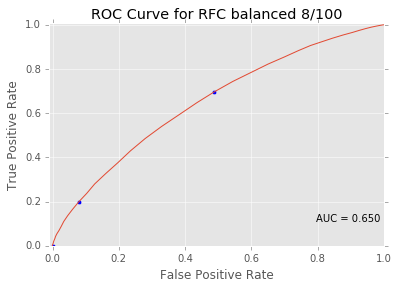 ROC Curve for RFC balanced 8/100
True Positive Rate
1.0
0.8
0.6
0.4
0.2
0.0
AUC = 0.650
0.0 0.2 0.4 0.6 0.8 1.0
False Positive Rate